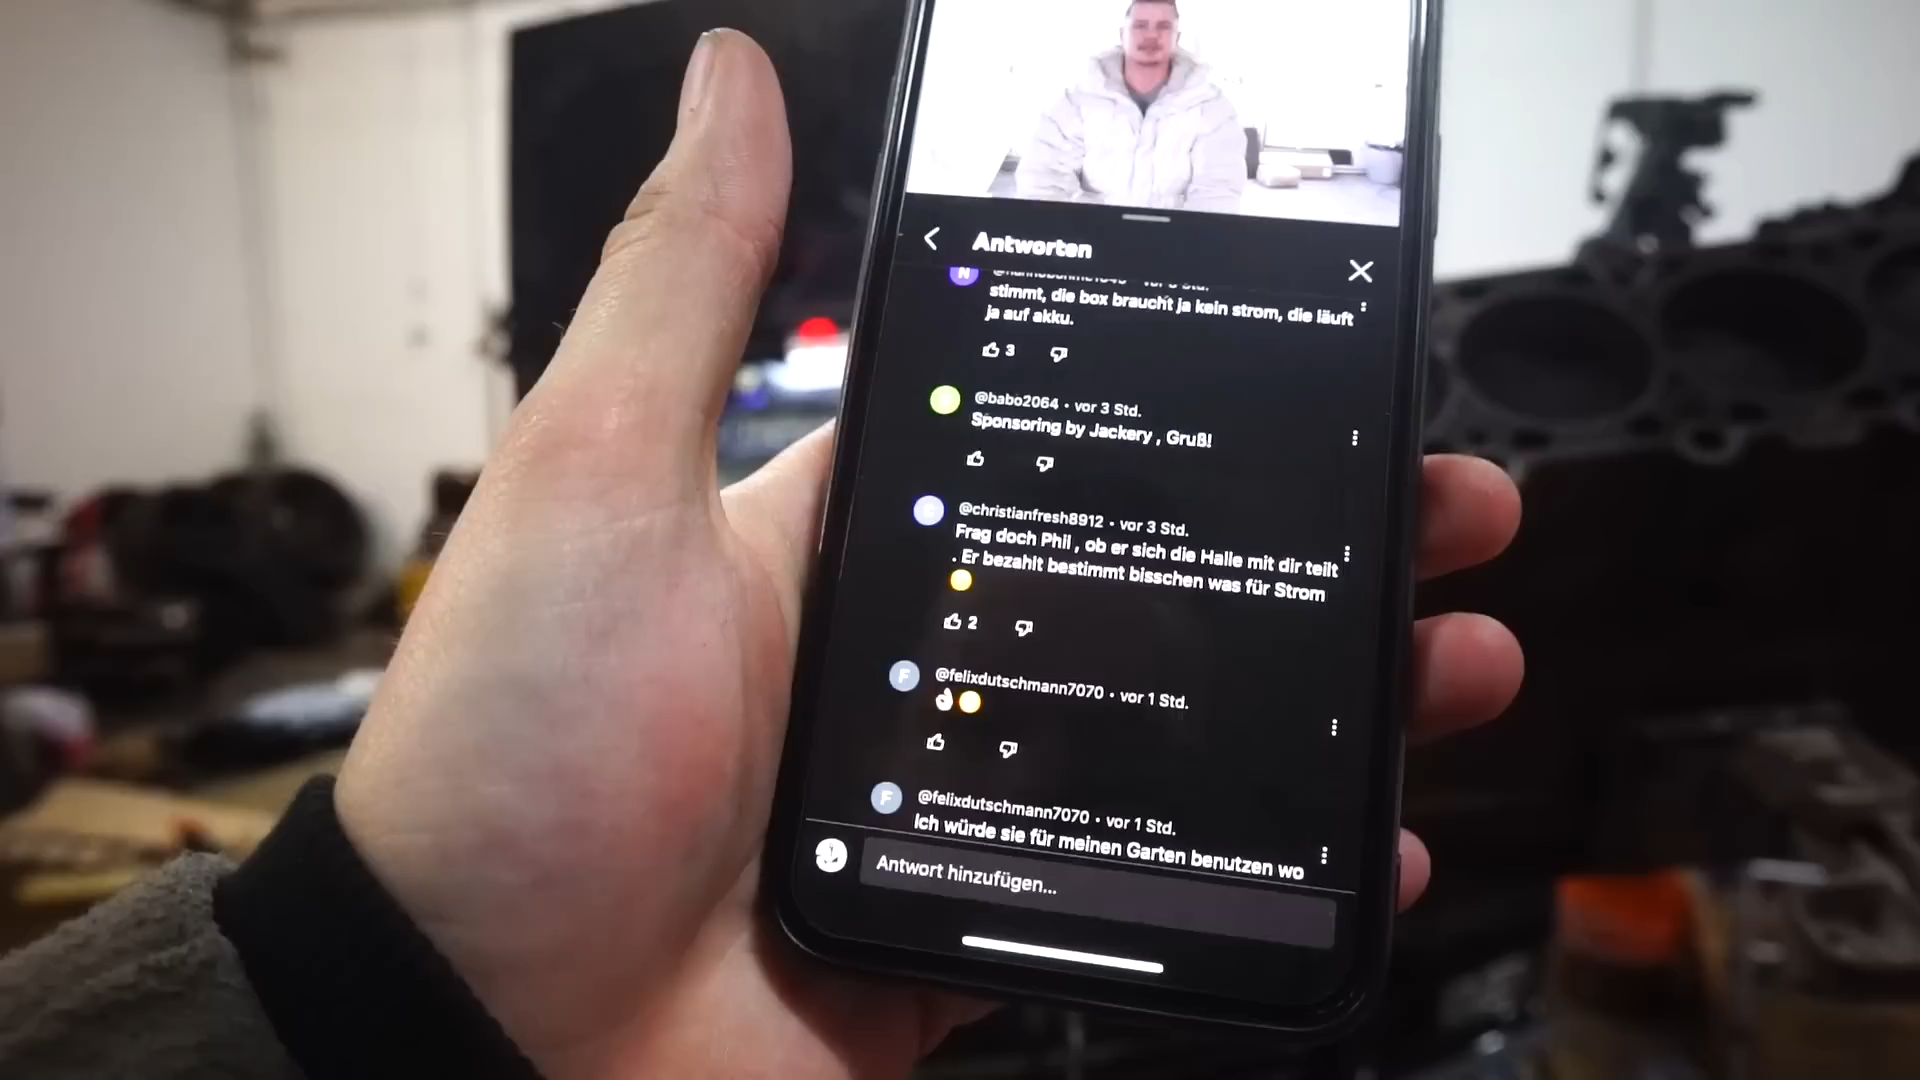 Antworten
stimmt, die box braucht ja kein strom, die läuft
ja auf akku.
3
@babo2064 • vor 3 Std.
Sponsoring by Jackery , Gruß!
@christianfresh8912 • vor 3 Std.
Frag doch Phil , ob er sich die Halle mit dir teilt
. Er bezahlt bestimmt bisschen was für Strom
2
F
@felixdutschmann7070 • vor 1 Std.
F
@felixdutschmann7070 • vor 1 Std.
Ich würde sie für meinen Garten benutzen wo
Antwort hinzufügen...